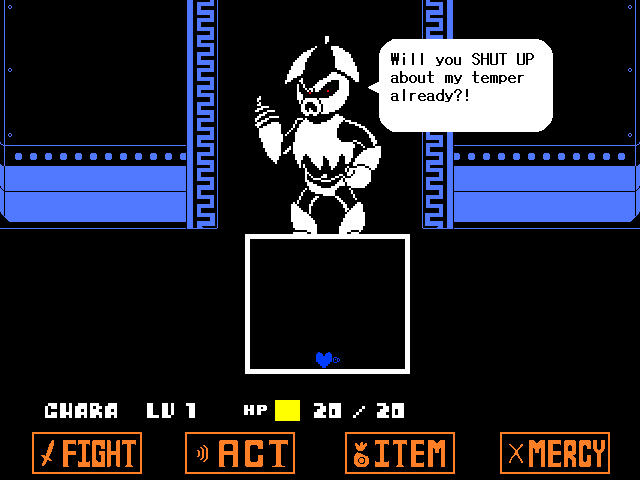 Will you SHUT UP
about my temper
already?!
CHARA LV 1 HP 20 / 20
FIGHT ACT ITEM MERCY